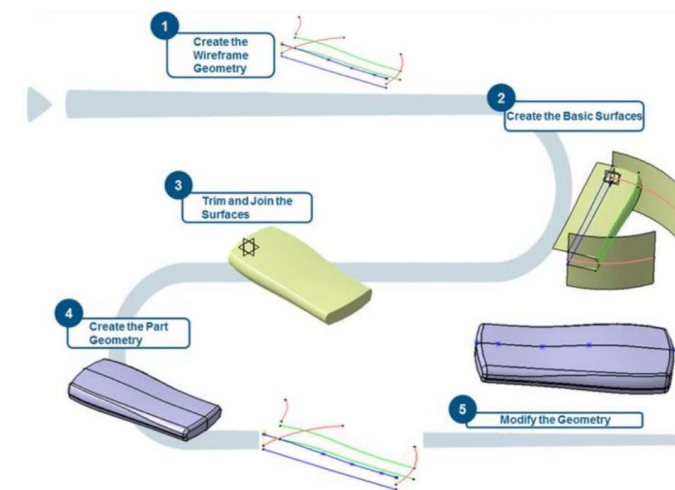 1
Create the
Wireframe
Geometry
2
Create the Basic Surfaces
3
Trim and Join the
Surfaces
4
Create the Part
Geometry
5
Modify the Geometry